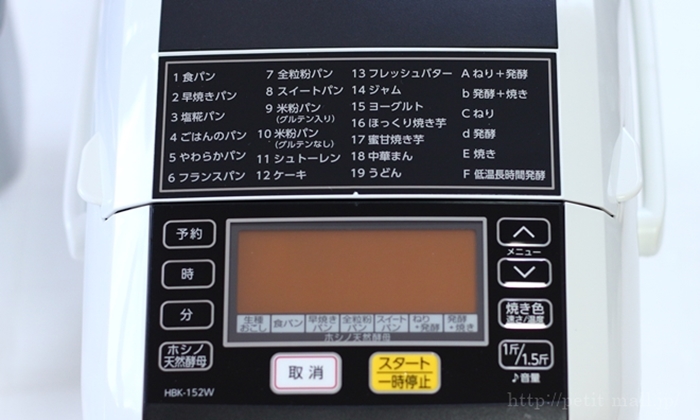 1 食パン
2 早焼きパン
3 塩糀パン
4 ごはんのパン
5 やわらかパン
6 フランスパン
7 全粒粉パン
8 スイートパン
9 米粉パン
(グルテン入り)
10 米粉パン
(グルテンなし)
11 シュトーレン
12 ケーキ
13 フレッシュバター
14 ジャム
15 ヨーグルト
16 ほっくり焼き芋
17 蜜甘焼き芋
18 中華まん
19 うどん
A ねり+発酵
b 発酵+焼き
C ねり
d 発酵
E 焼き
F 低温長時間発酵
予約
時
分
ホシノ
天然酵母
生種
おこし
食パン
早焼き
パン
全粒粉
パン
スイート
パン
ねり
+発酵
発酵
+焼き
ホシノ天然酵母
メニュー
焼き色
速さ/温度
1斤/1.5斤
♪音量
取消
スタート
一時停止
HBK-152W